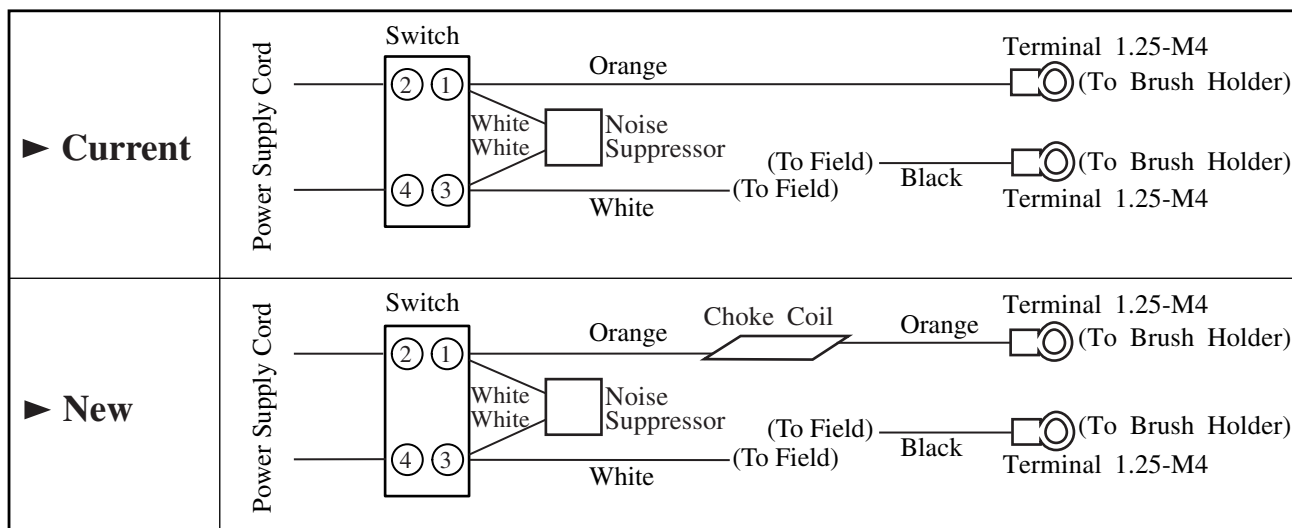 ► Current
Power Supply Cord
Switch
2 1
4 3
Orange
White
White
Noise
Suppressor
White
(To Field)
(To Field)
Black
Terminal 1.25-M4
(To Brush Holder)
(To Brush Holder)
Terminal 1.25-M4
► New
Power Supply Cord
Switch
2 1
4 3
Orange
Choke Coil
Orange
White
White
Noise
Suppressor
White
(To Field)
(To Field)
Black
Terminal 1.25-M4
(To Brush Holder)
(To Brush Holder)
Terminal 1.25-M4